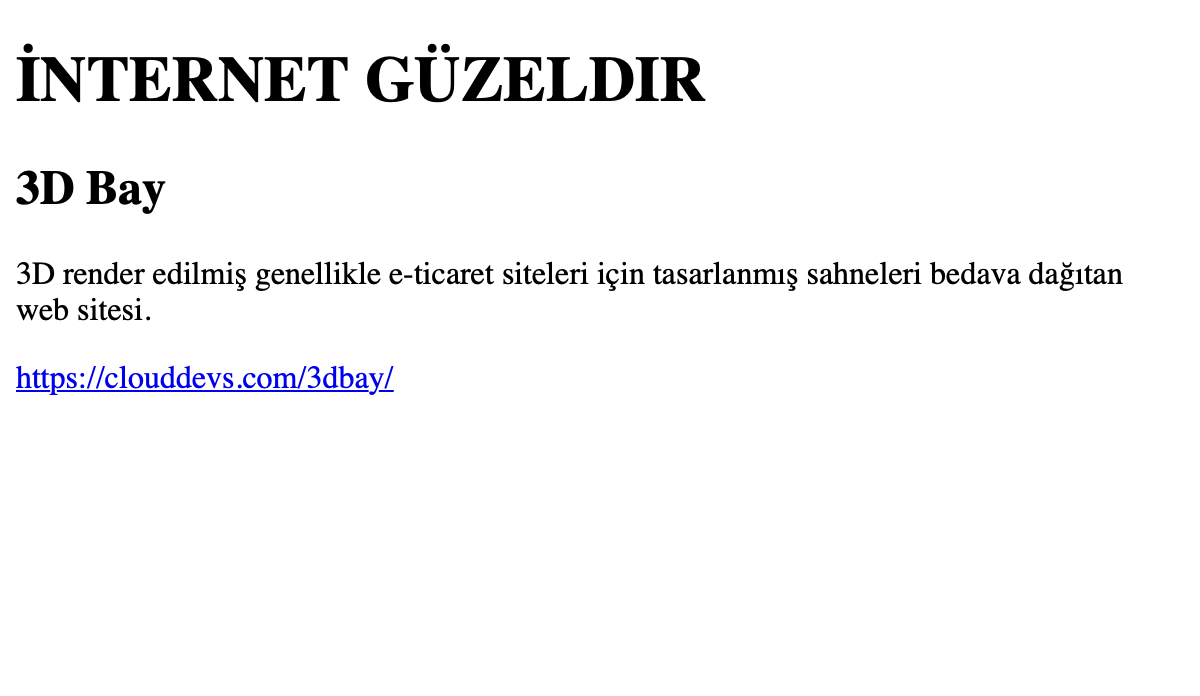 İNTERNET GÜZELDIR
3D Bay
3D render edilmiş genellikle e-ticaret siteleri için tasarlanmış sahneleri bedava dağıtan
web sitesi.
https://clouddevs.com/3dbay/